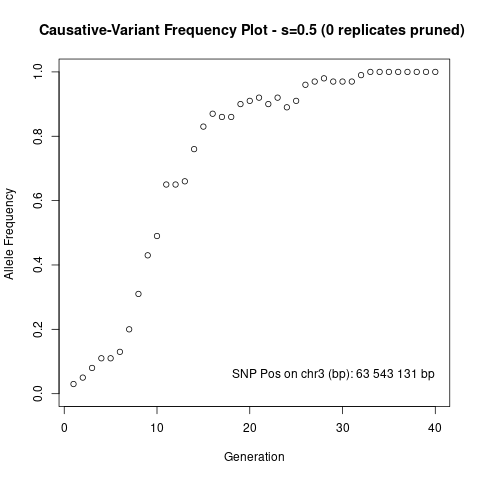 Causative-Variant Frequency Plot - s=0.5 (0 replicates pruned)
1.0
0.8
0.6
0.4
0.2
0.0
Allele Frequency
SNP Pos on chr3 (bp): 63 543 131 bp
0 10 20 30 40
Generation